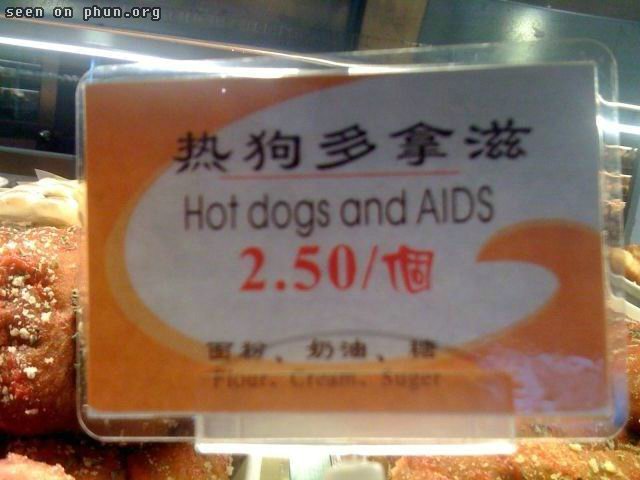 seen on phun.org
热狗多拿滋
Hot dogs and AIDS
2.50/個
面粉、奶油、糖
Flour、Cream、Suger